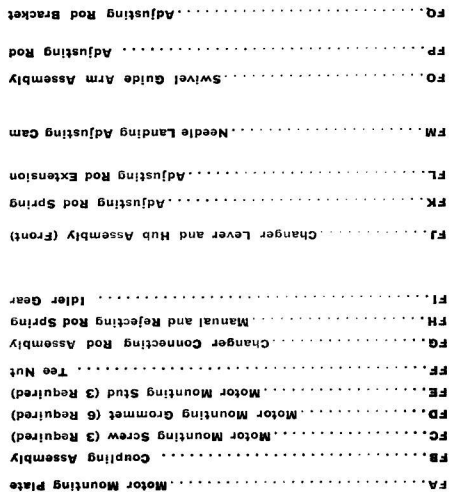 FA.......................Motor Mounting Plate
FB......................... Coupling Assembly
FC...............Motor Mounting Screw (3 Required)
FD............Motor Mounting Grommet (6 Required)
FE................Motor Mounting Stud (3 Required)
FF................................... Tee Nut
FG................Changer Connecting Rod Assembly
FH..................Manual and Rejecting Rod Spring
FI................................. Idler Gear
FJ............Changer Lever and Hub Assembly (Front)
FK.........................Adjusting Rod Spring
FL.......................Adjusting Rod Extension
FM..................Needle Landing Adjusting Cam
FO..................Swivel Guide Arm Assembly
FP............................. Adjusting Rod
FQ........................Adjusting Rod Bracket